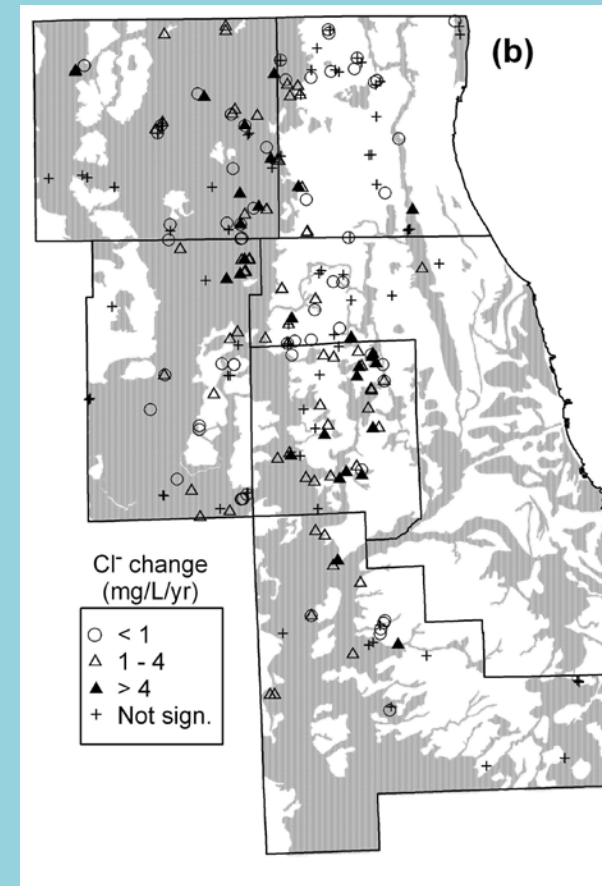 (b)
Cl⁻ change
(mg/L/yr)
< 1
1 - 4
> 4
Not sign.